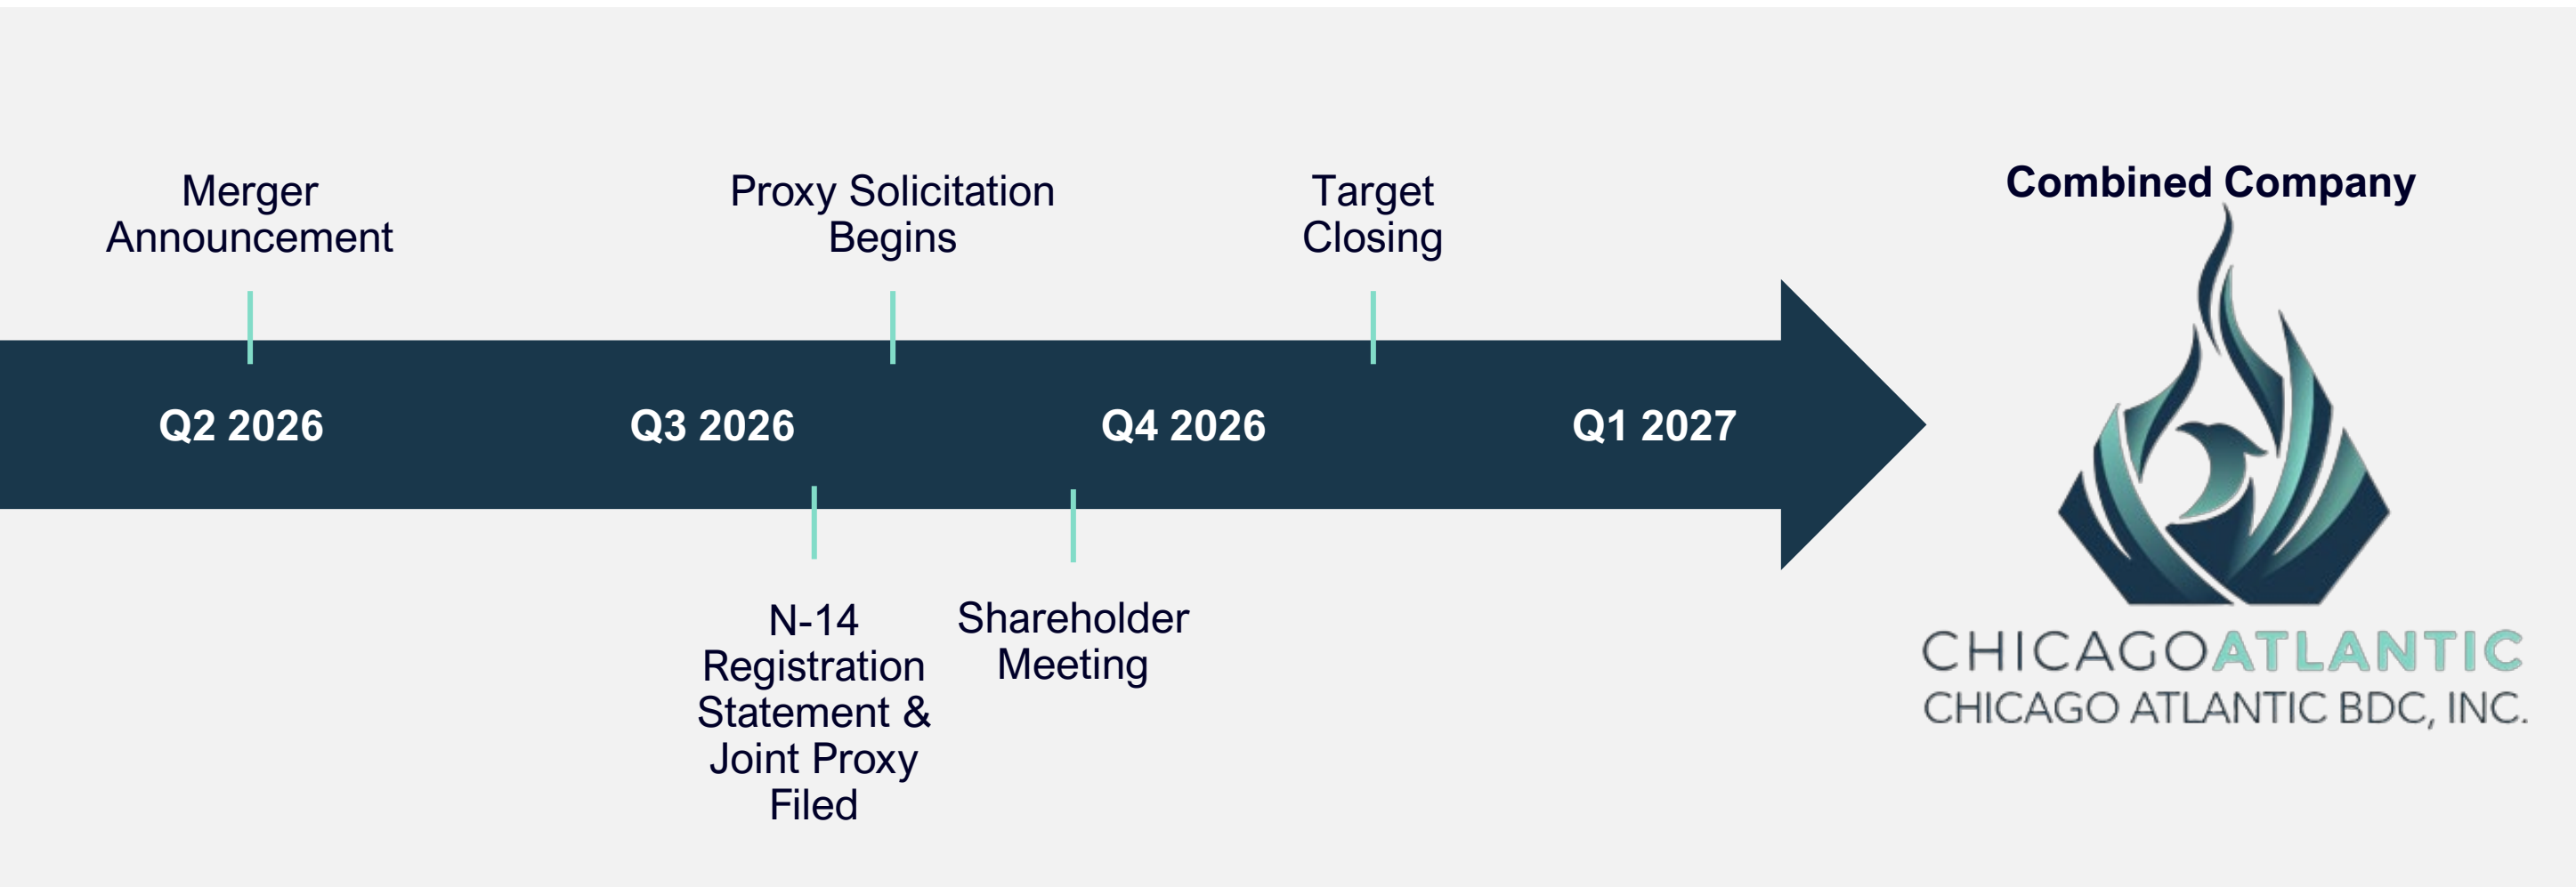 Merger
Announcement
Proxy Solicitation
Begins
Target
Closing
Combined Company
Q2 2026
Q3 2026
Q4 2026
Q1 2027
N-14
Registration
Statement &
Joint Proxy
Filed
Shareholder
Meeting
CHICAGOATLANTIC
CHICAGO ATLANTIC BDC, INC.